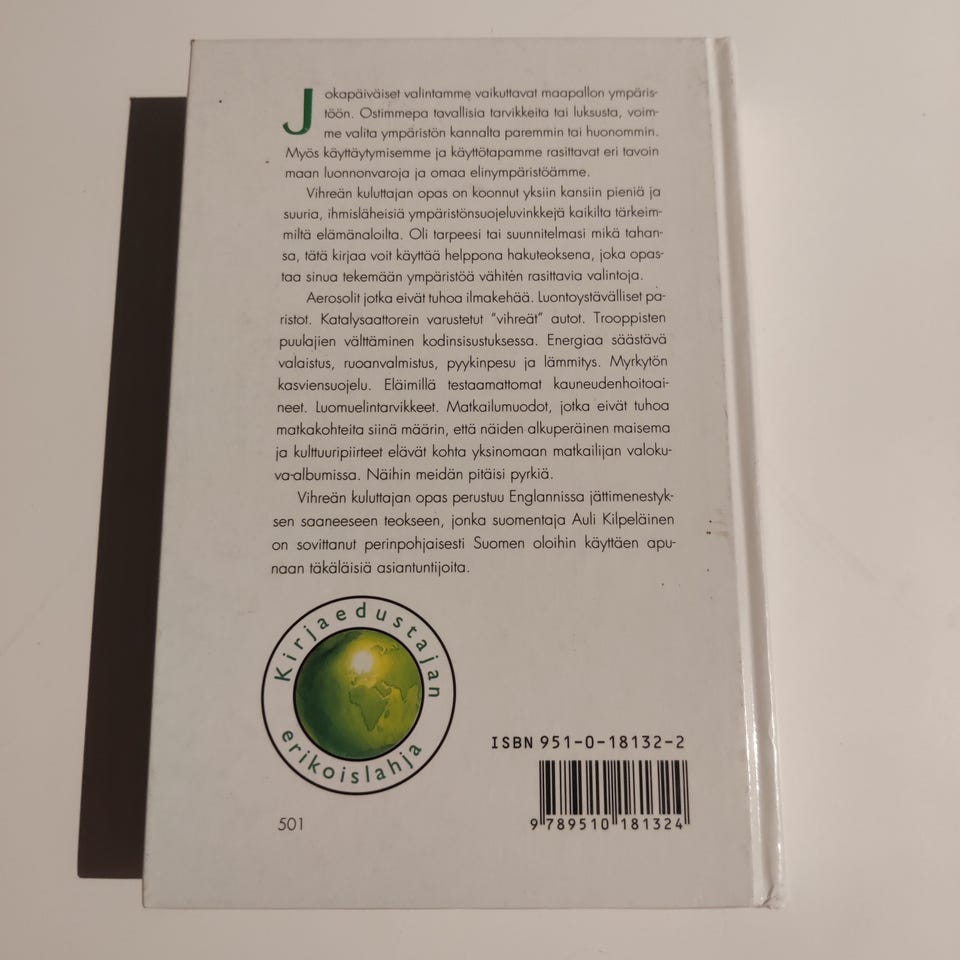 Jokapäiväiset valintamme vaikuttavat maapallon ympäris-
töön. Ostimmepa tavallisia tarvikkeita tai luksusta, voim-
me valita ympäristön kannalta paremmin tai huonommin.
Myös käyttäytymisemme ja käyttötapamme rasittavat eri tavoin
maan luonnonvaroja ja omaa elinympäristöämme.
Vihreän kuluttajan opas on koonnut yksiin kansiin pieniä ja
suuria, ihmisläheisiä ympäristönsuojeluvinkkejä kaikilta tärkeim-
miltä elämänaloilta. Oli tarpeesi tai suunnitelmasi mikä tahan-
sa, tätä kirjaa voit käyttää helppona hakuteoksena, joka opas-
taa sinua tekemään ympäristöä vähiten rasittavia valintoja.
Aerosolit jotka eivät tuhoa ilmakehää. Luontoystävälliset pa-
ristot. Katalysaattorein varustetut "vihreät" autot. Trooppisten
puulajien välttäminen kodinsisustuksessa. Energiaa säästävä
valaistus, ruoanvalmistus, pyykinpesu ja lämmitys. Myrkytön
kasviensuojelu. Eläimillä testaamattomat kauneudenhoitoai-
neet. Luomuelintarvikkeet. Matkailumuodot, jotka eivät tuhoa
matkakohteita siinä määrin, että näiden alkuperäinen maisema
ja kulttuuripiirteet elävät kohta yksinomaan matkailijan valoku-
va-albumissa. Näihin meidän pitäisi pyrkiä.
Vihreän kuluttajan opas perustuu Englannissa jättimenestyk-
sen saaneeseen teokseen, jonka suomentaja Auli Kilpeläinen
on sovittanut perinpohjaisesti Suomen oloihin käyttäen apu-
naan täkäläisiä asiantuntijoita.
Kirjaedustajan
erikoislahja
501
ISBN 951-0-18132-2
9 789510 181324